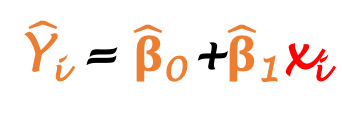 Ŷᵢ = β̂₀ + β̂₁xᵢ